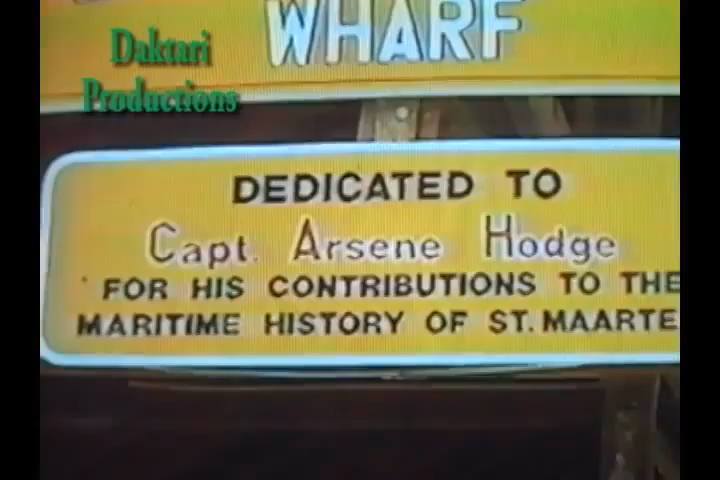 WHARF
Daktari
Productions
DEDICATED TO
Capt. Arsene Hodge
FOR HIS CONTRIBUTIONS TO THE
MARITIME HISTORY OF ST. MAARTE